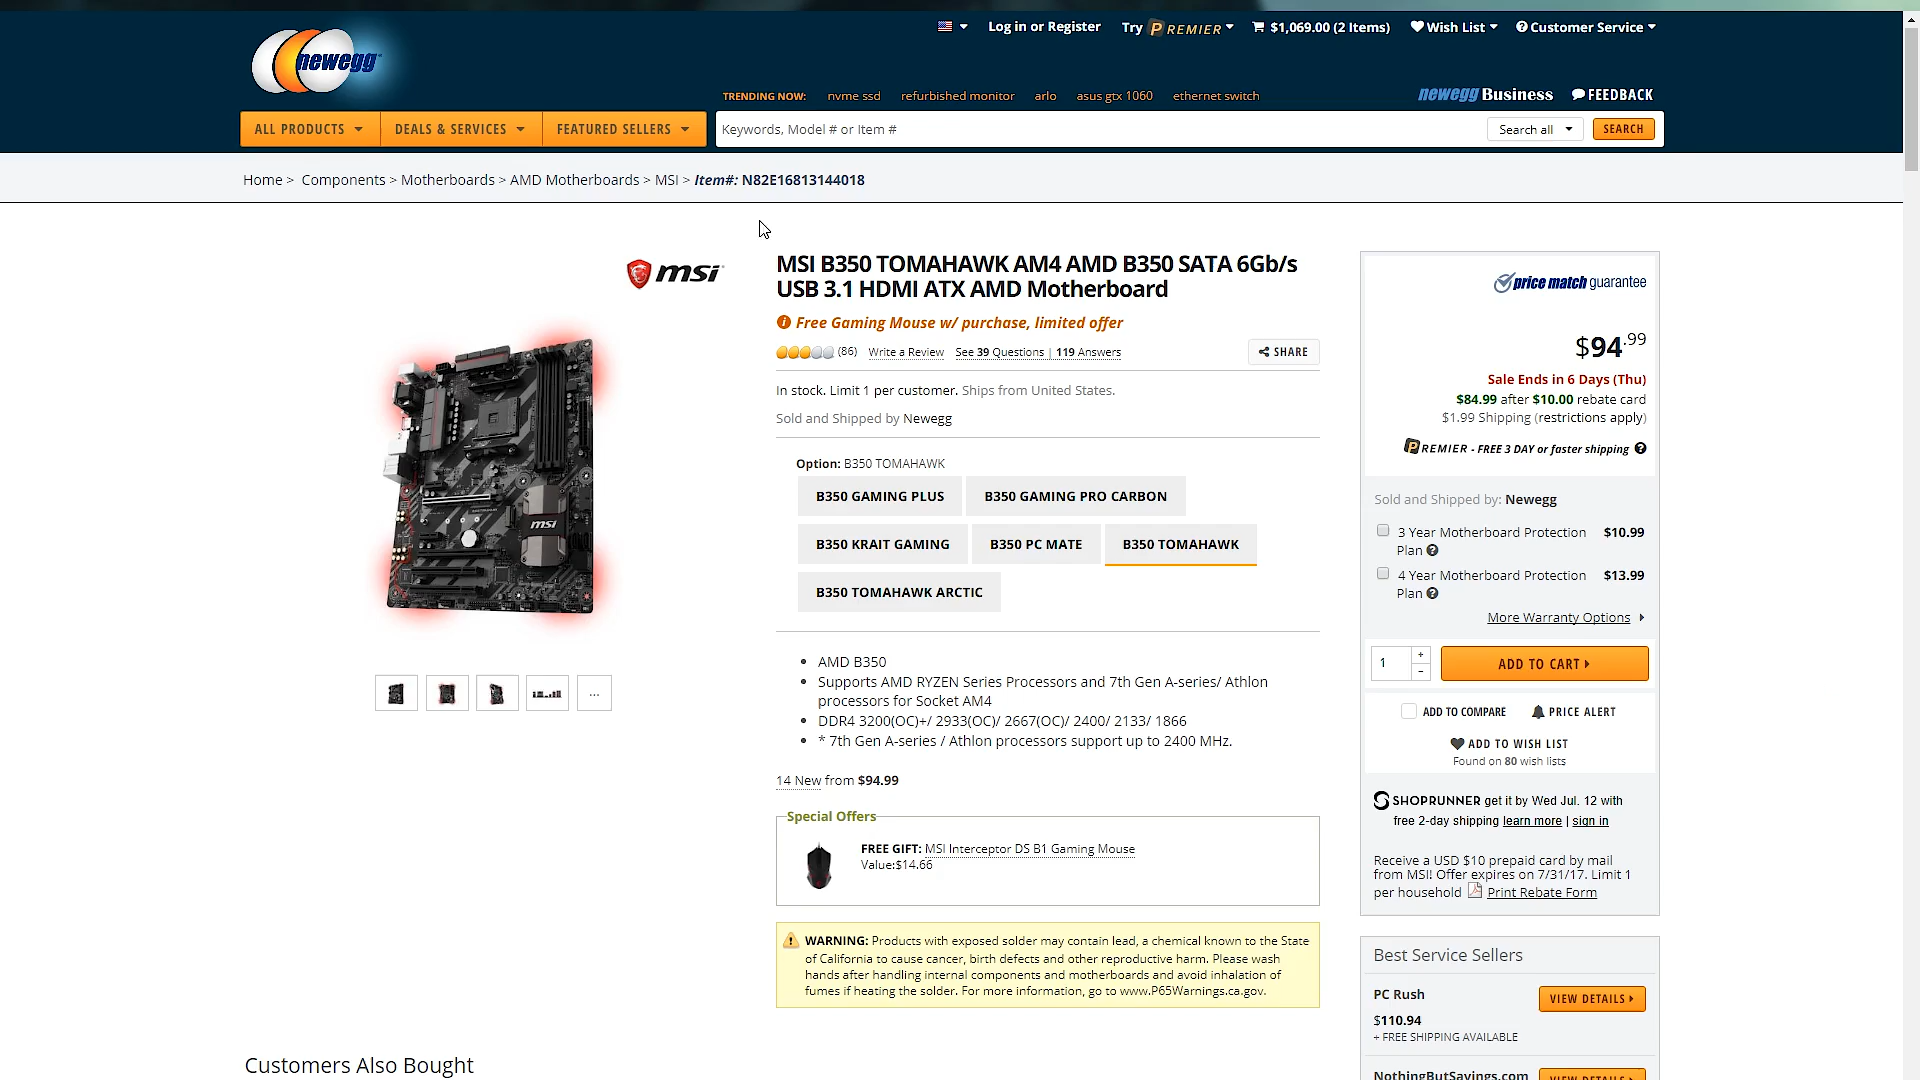 Log in or Register
Try PREMIER
$1,069.00 (2 Items)
Wish List
Customer Service
newegg
TRENDING NOW: nvme ssd refurbished monitor arlo asus gtx 1060 ethernet switch
newegg Business
FEEDBACK
ALL PRODUCTS
DEALS & SERVICES
FEATURED SELLERS
Keywords, Model # or Item #
Search all
SEARCH
Home > Components > Motherboards > AMD Motherboards > MSI > Item#: N82E16813144018
msi
MSI B350 TOMAHAWK AM4 AMD B350 SATA 6Gb/s
USB 3.1 HDMI ATX AMD Motherboard
Free Gaming Mouse w/ purchase, limited offer
(86) Write a Review See 39 Questions | 119 Answers
SHARE
In stock. Limit 1 per customer. Ships from United States.
Sold and Shipped by Newegg
Option: B350 TOMAHAWK
B350 GAMING PLUS
B350 GAMING PRO CARBON
B350 KRAIT GAMING
B350 PC MATE
B350 TOMAHAWK
B350 TOMAHAWK ARCTIC
msi
• AMD B350
• Supports AMD RYZEN Series Processors and 7th Gen A-series/ Athlon
processors for Socket AM4
• DDR4 3200(OC)+/ 2933(OC)/ 2667(OC)/ 2400/ 2133/ 1866
• * 7th Gen A-series / Athlon processors support up to 2400 MHz.
...
14 New from $94.99
Special Offers
FREE GIFT: MSI Interceptor DS B1 Gaming Mouse
Value:$14.66
WARNING: Products with exposed solder may contain lead, a chemical known to the State
of California to cause cancer, birth defects and other reproductive harm. Please wash
hands after handling internal components and motherboards and avoid inhalation of
fumes if heating the solder. For more information, go to www.P65Warnings.ca.gov.
Customers Also Bought
price match guarantee
$94.99
Sale Ends in 6 Days (Thu)
$84.99 after $10.00 rebate card
$1.99 Shipping (restrictions apply)
PREMIER - FREE 3 DAY or faster shipping
Sold and Shipped by: Newegg
3 Year Motherboard Protection $10.99
Plan
4 Year Motherboard Protection $13.99
Plan
More Warranty Options
1
+
-
ADD TO CART
ADD TO COMPARE
PRICE ALERT
ADD TO WISH LIST
Found on 80 wish lists
SHOPRUNNER get it by Wed Jul. 12 with
free 2-day shipping learn more | sign in
Receive a USD $10 prepaid card by mail
from MSI! Offer expires on 7/31/17. Limit 1
per household Print Rebate Form
Best Service Sellers
PC Rush
VIEW DETAILS
$110.94
+ FREE SHIPPING AVAILABLE
NothingButSavings.com
VIEW DETAILS